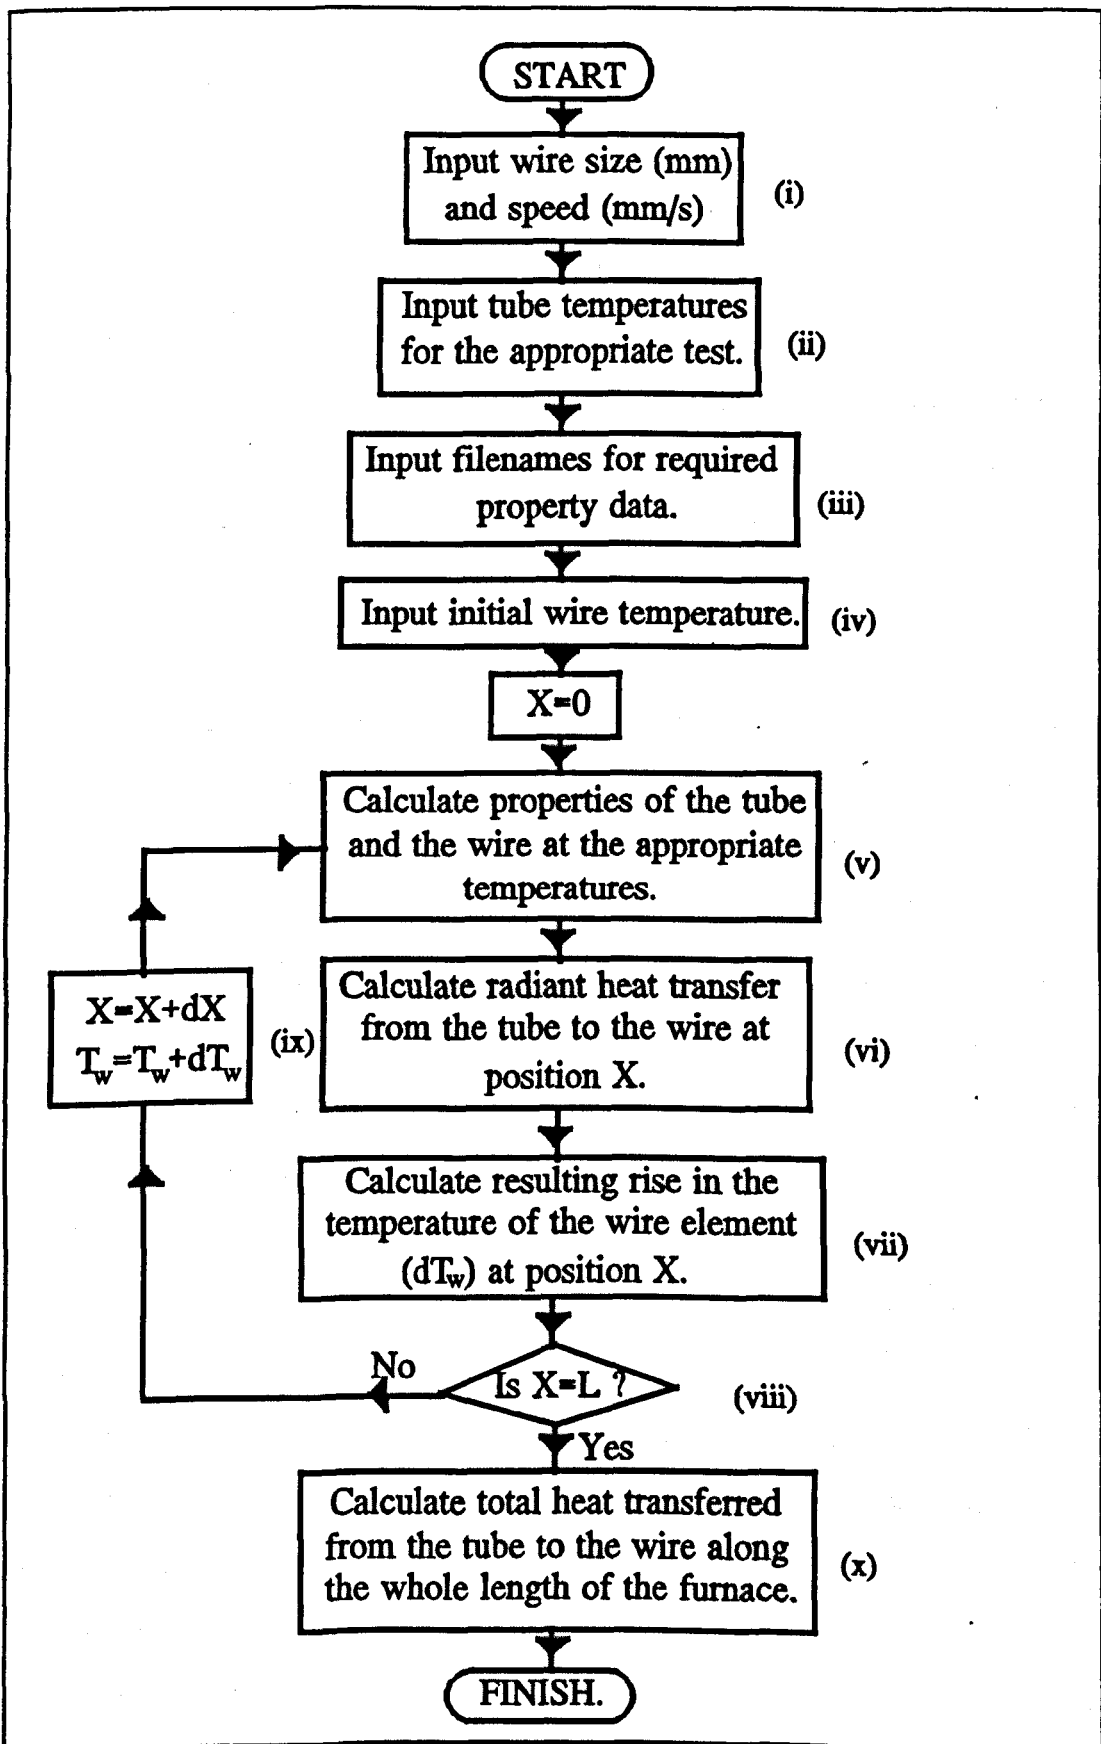 START
Input wire size (mm)
and speed (mm/s)
(i)
Input tube temperatures
for the appropriate test.
(ii)
Input filenames for required
property data.
(iii)
Input initial wire temperature.
(iv)
X=0
Calculate properties of the tube
and the wire at the appropriate
temperatures.
(v)
Calculate radiant heat transfer
from the tube to the wire at
position X.
(vi)
X=X+dX
T_w=T_w+dT_w
(ix)
Calculate resulting rise in the
temperature of the wire element
(dT_w) at position X.
(vii)
No
Is X=L ?
(viii)
Yes
Calculate total heat transferred
from the tube to the wire along
the whole length of the furnace.
(x)
FINISH.